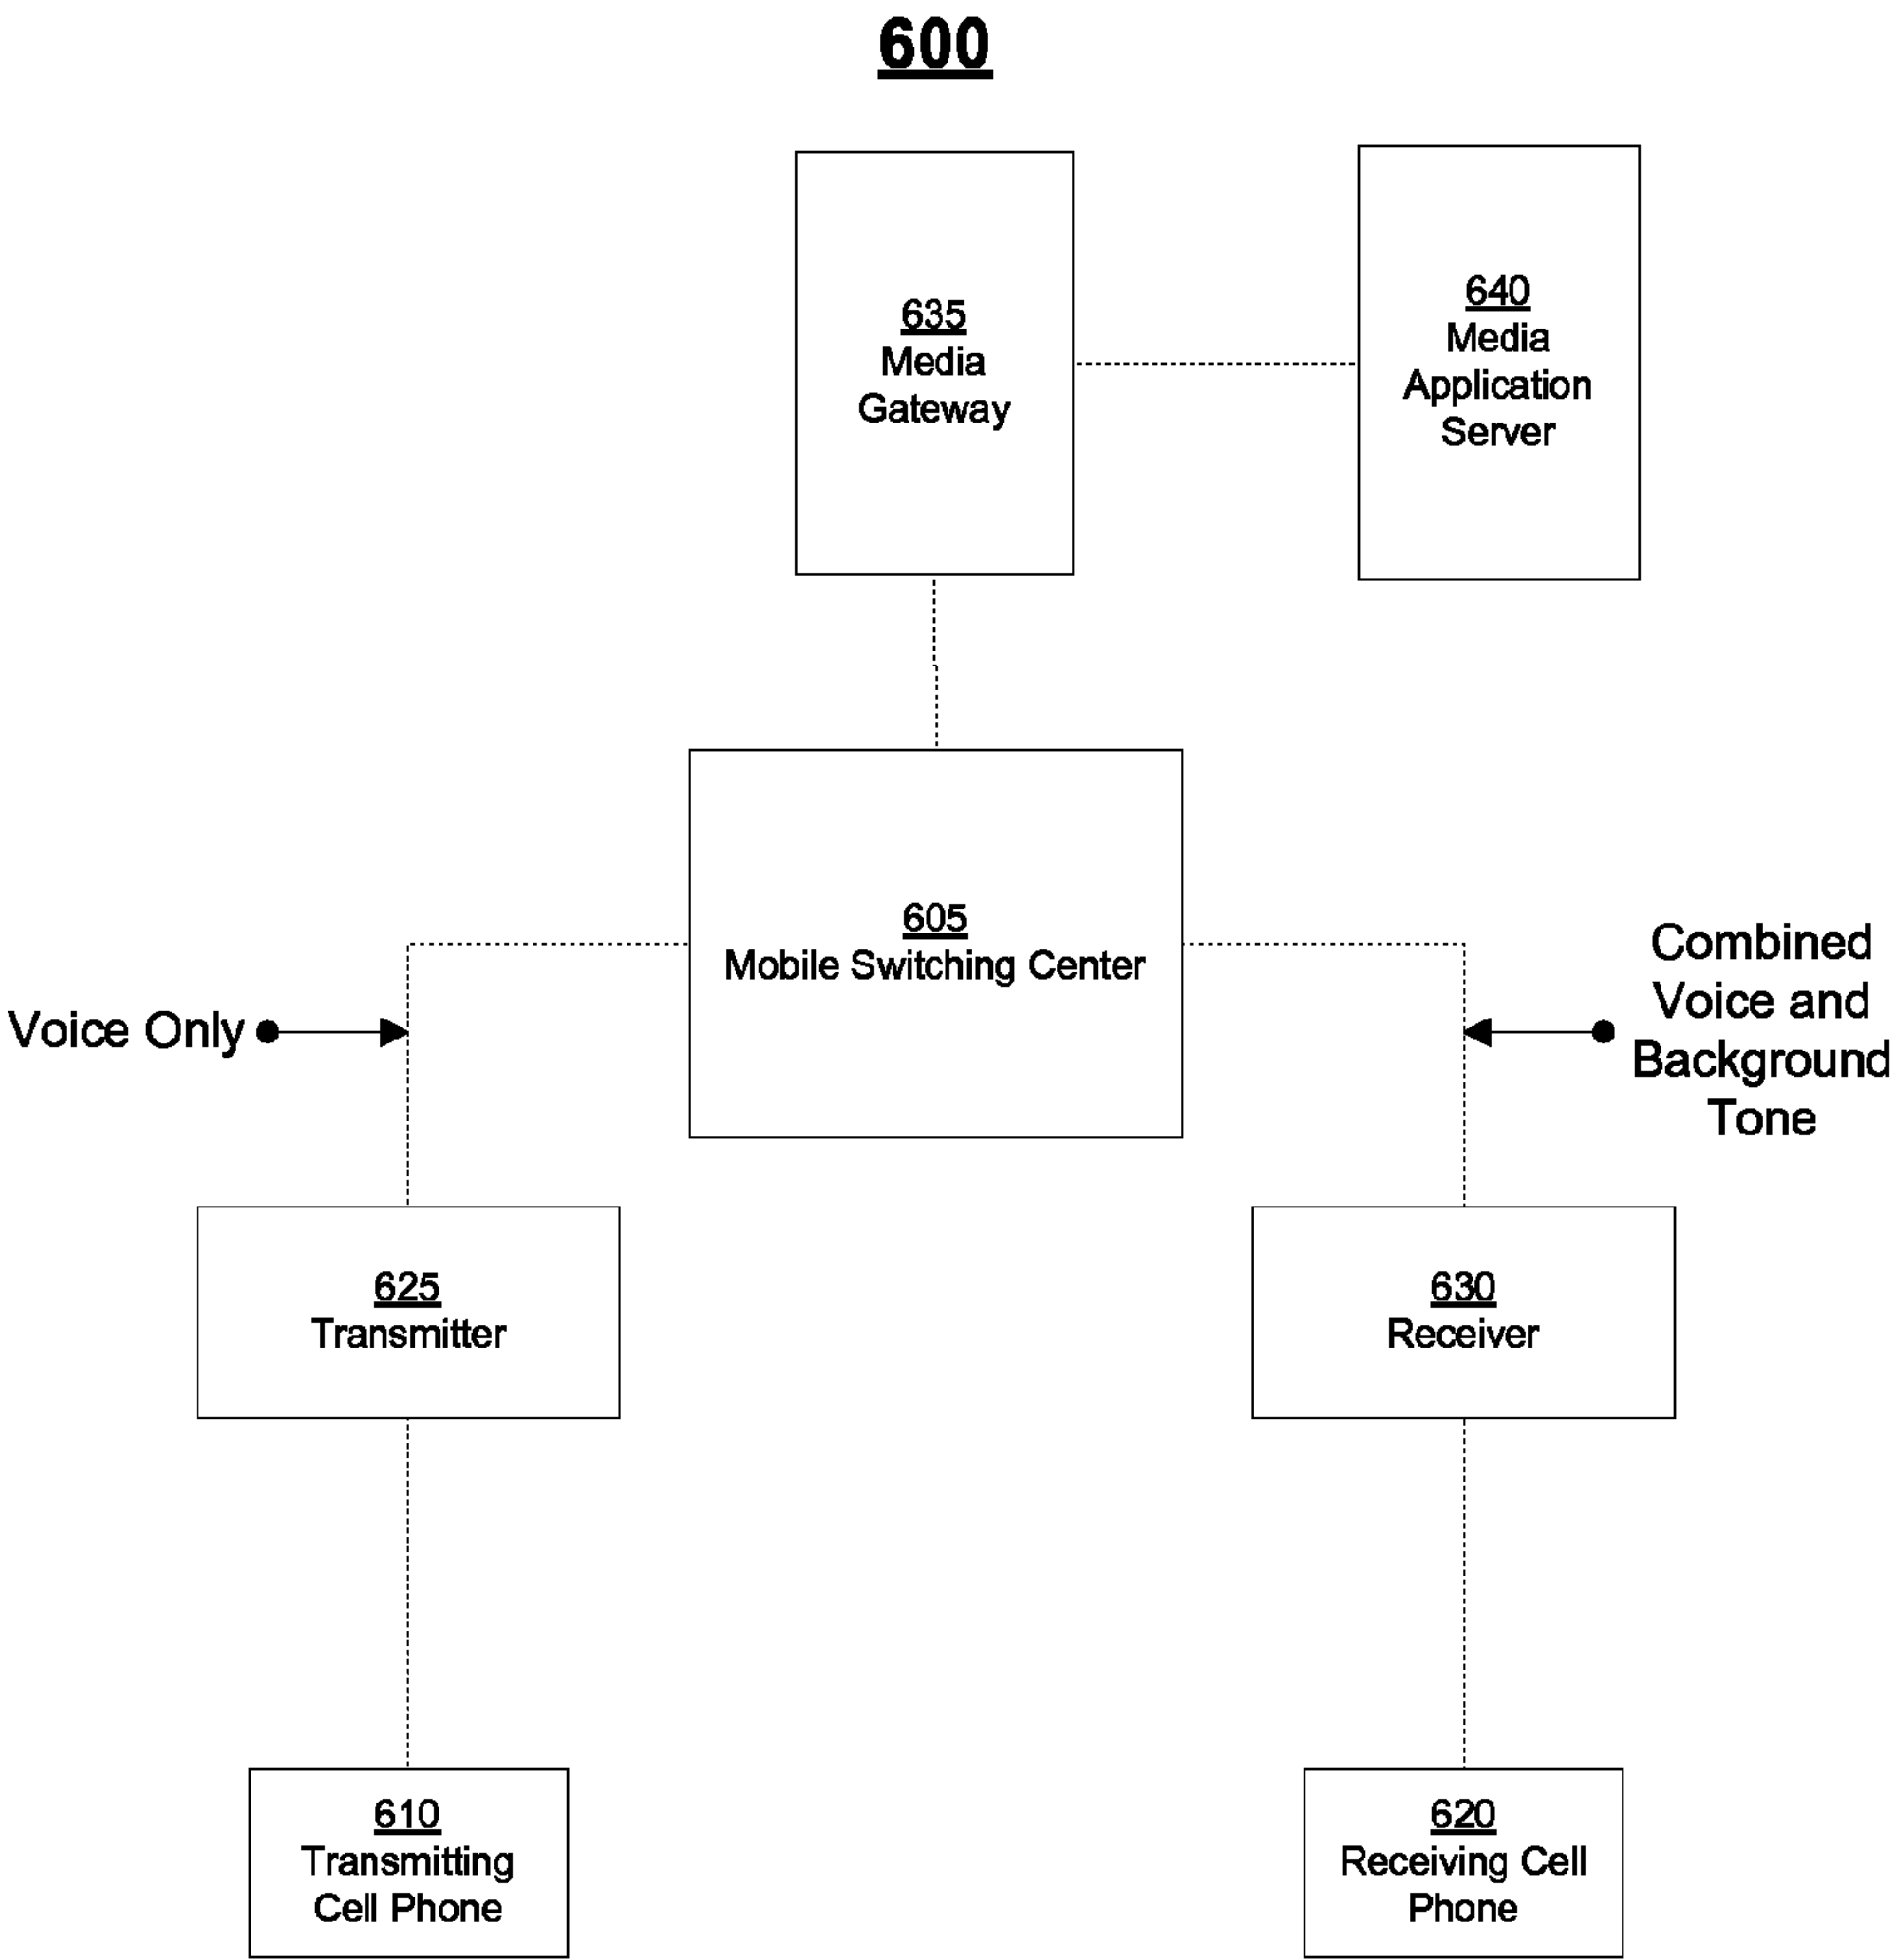 600
635
Media
Gateway
640
Media
Application
Server
605
Mobile Switching Center
Voice Only
Combined
Voice and
Background
Tone
625
Transmitter
630
Receiver
610
Transmitting
Cell Phone
620
Receiving Cell
Phone